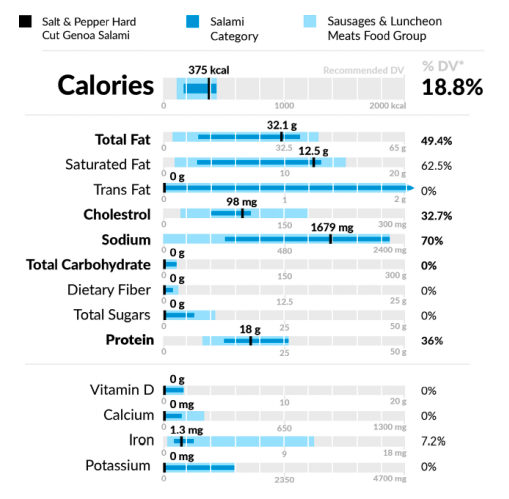 Salt & Pepper Hard
Cut Genoa Salami
Salami
Category
Sausages & Luncheon
Meats Food Group
% DV*
Calories
375 kcal
Recommended DV
18.8%
0 1000 2000 kcal
Total Fat 32.1 g 49.4%
0 32.5 65 g
Saturated Fat 12.5 g 62.5%
0 10 20 g
Trans Fat 0 g 0%
0 1 2 g
Cholestrol 98 mg 32.7%
0 150 300 mg
Sodium 1679 mg 70%
0 480 2400 mg
Total Carbohydrate 0 g 0%
0 150 300 g
Dietary Fiber 0 g 0%
0 12.5 25 g
Total Sugars 0 g 0%
0 25 50 g
Protein 18 g 36%
0 25 50 g
Vitamin D 0 g 0%
0 10 20 g
Calcium 0 mg 0%
0 650 1300 mg
Iron 1.3 mg 7.2%
0 9 18 mg
Potassium 0 mg 0%
0 2350 4700 mg